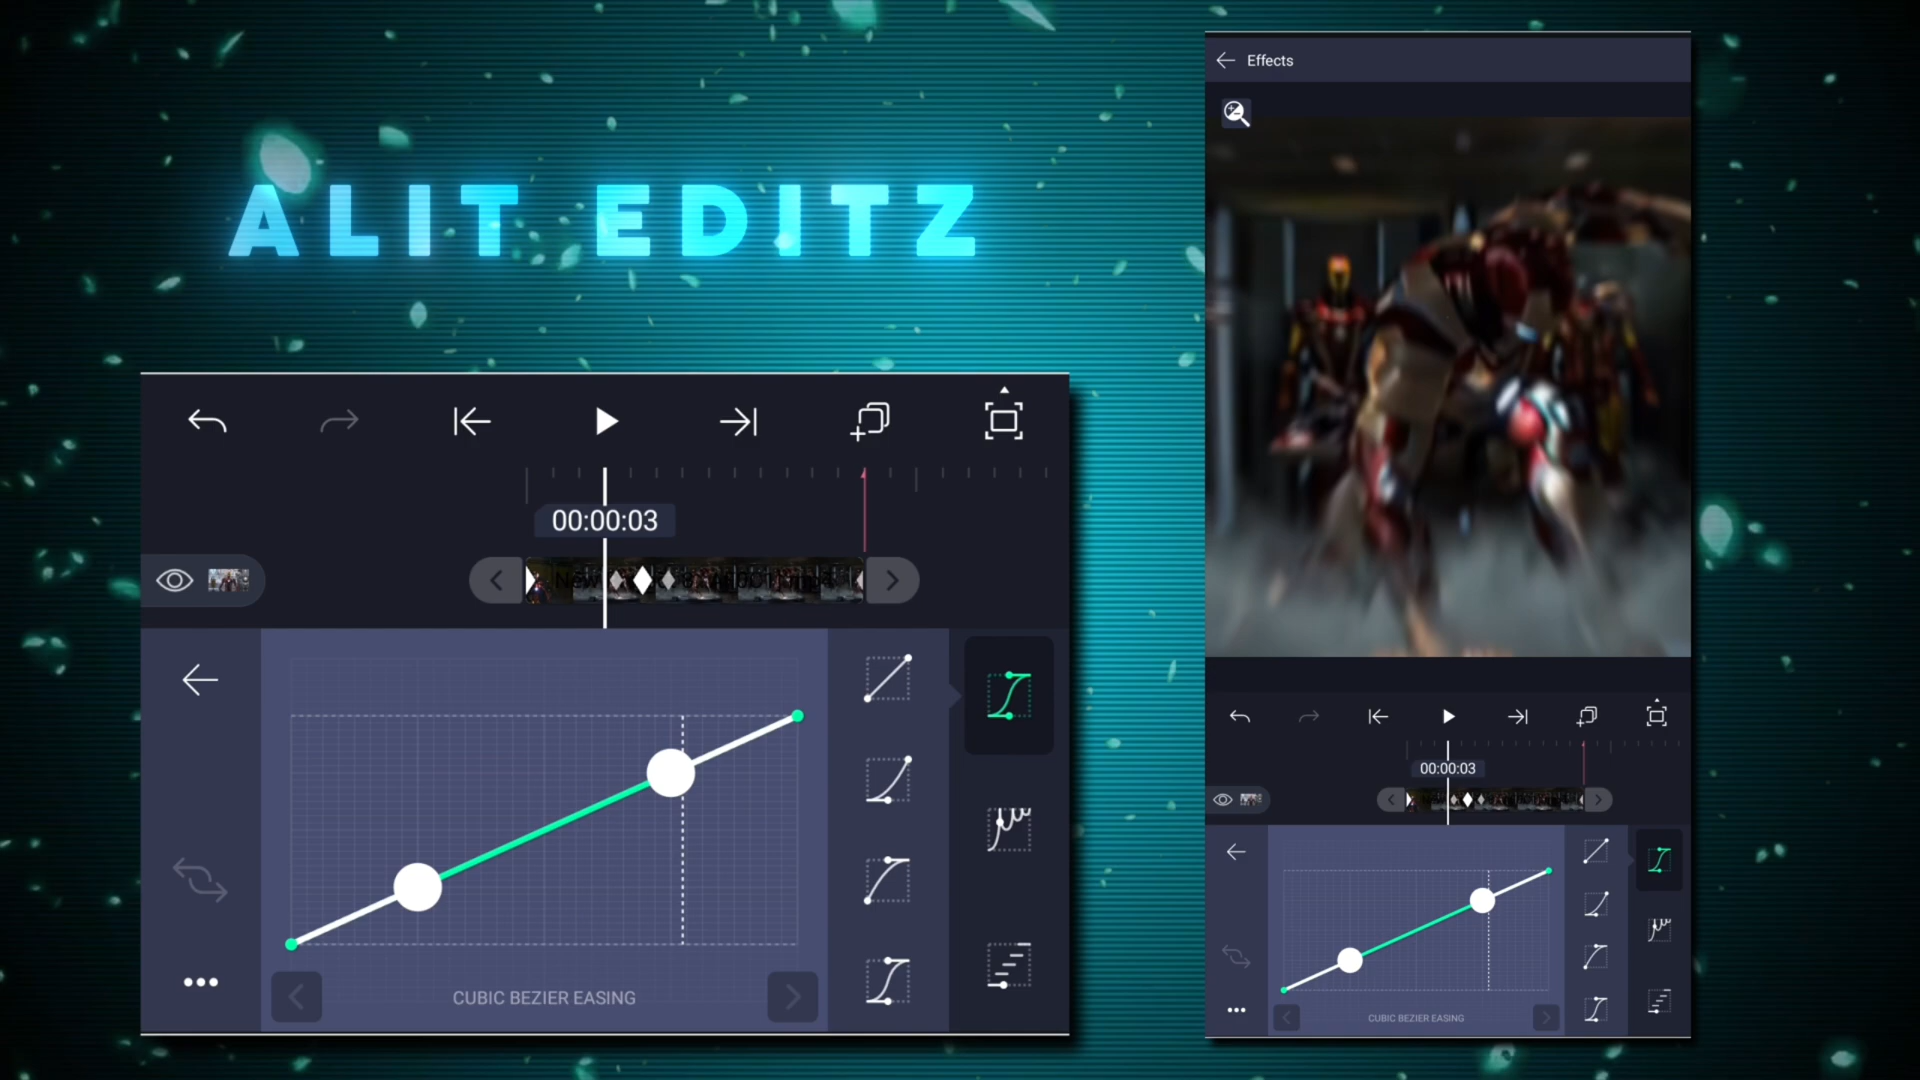 ALIT EDITZ
Effects
00:00:03
CUBIC BEZIER EASING
00:00:03
CUBIC BEZIER EASING